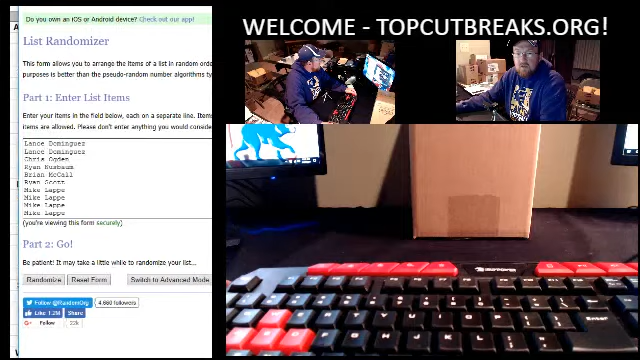 Do you own an iOS or Android device? Check out our app!
WELCOME - TOPCUTBREAKS.ORG!
List Randomizer
This form allows you to arrange the items of a list in random order
purposes is better than the pseudo-random number algorithms ty
Part 1: Enter List Items
Enter your items in the field below, each on a separate line. Items
items are allowed. Please don't enter anything you would conside
Lance Dominguez
Lance Dominguez
Chris Ogden
Ryan Nusbaum
Brian McCall
Ryan Scott
Mike Lappe
Mike Lappe
Mike Lappe
Mike Lappe
(you're viewing this form securely)
Part 2: Go!
Be patient! It may take a little while to randomize your list...
Randomize Reset Form Switch to Advanced Mode
Follow @RandomOrg 4,660 followers
Like 1.2M Share
Follow 22k